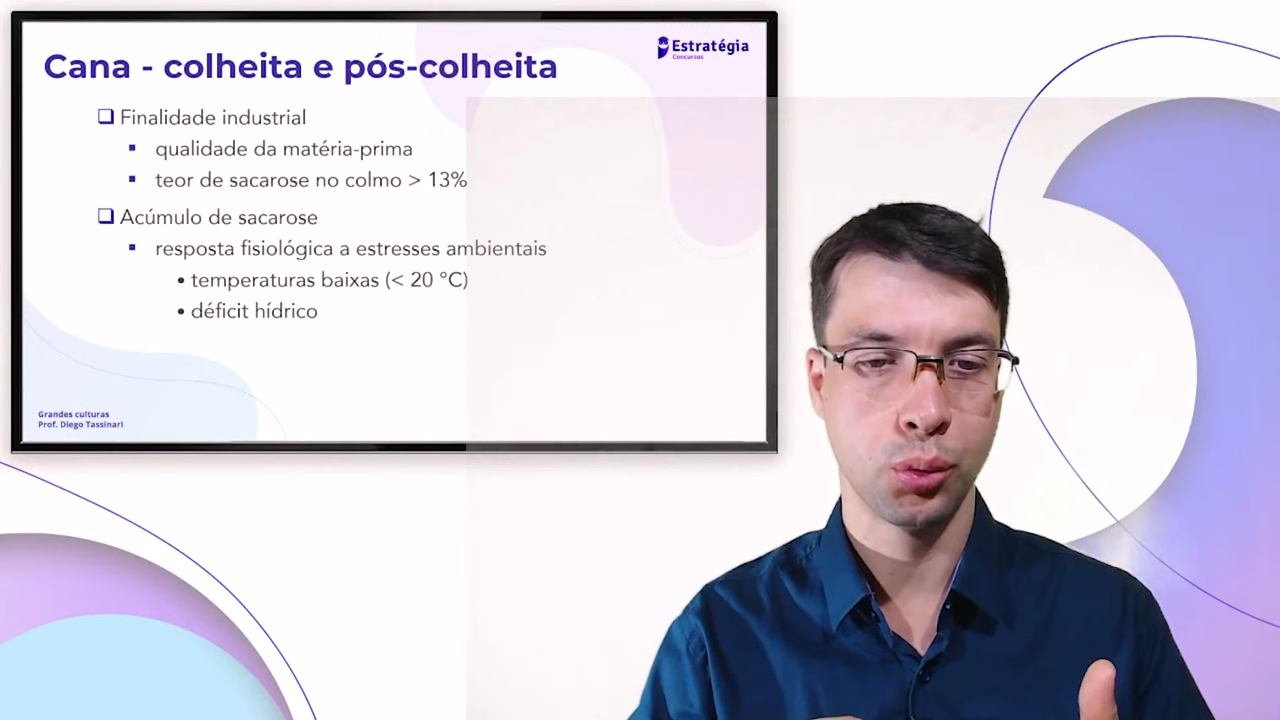 Estratégia
Concursos
Cana - colheita e pós-colheita
Finalidade industrial
qualidade da matéria-prima
teor de sacarose no colmo > 13%
Acúmulo de sacarose
resposta fisiológica a estresses ambientais
temperaturas baixas (< 20 °C)
déficit hídrico
Grandes culturas
Prof. Diego Tassinari